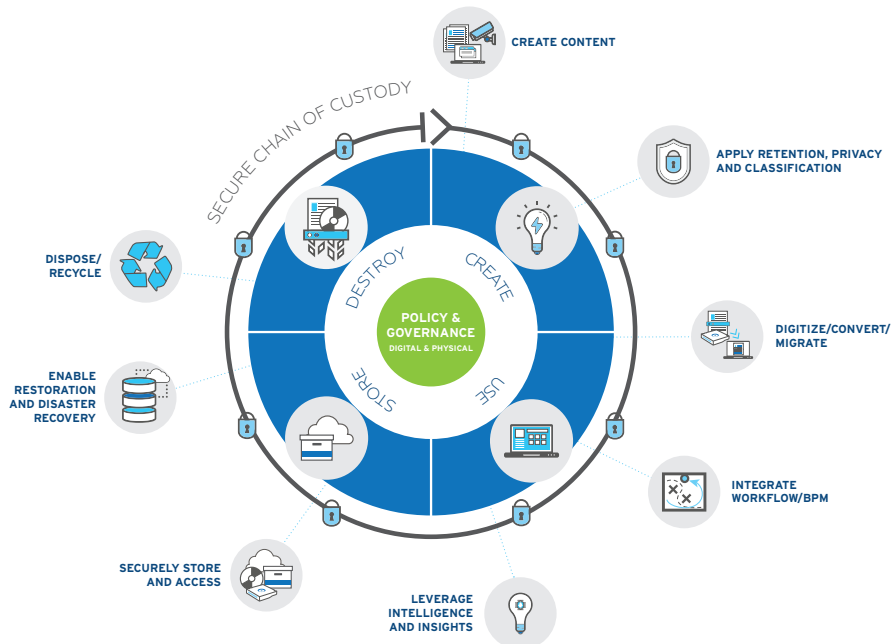 CREATE CONTENT
SECURE CHAIN OF CUSTODY
APPLY RETENTION, PRIVACY
AND CLASSIFICATION
DISPOSE/
RECYCLE
DESTROY
CREATE
POLICY &
GOVERNANCE
DIGITAL & PHYSICAL
DIGITIZE/CONVERT/
MIGRATE
ENABLE
RESTORATION
AND DISASTER
RECOVERY
STORE
USE
INTEGRATE
WORKFLOW/BPM
SECURELY STORE
AND ACCESS
LEVERAGE
INTELLIGENCE
AND INSIGHTS